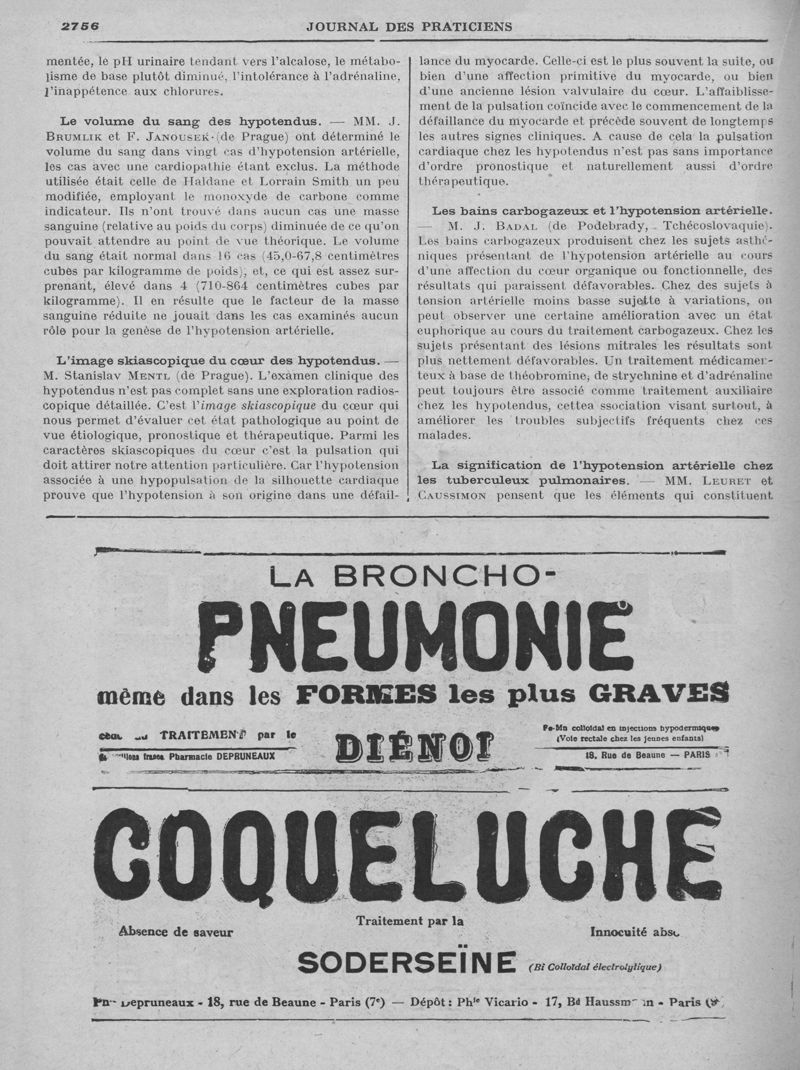 2756
JOURNAL DES PRATICIENS
mentée, le pH urinaire tendant vers l'alcalose, le métabo-
lisme de base plutôt diminué, l'intolérance à l'adrénaline,
l'inappétence aux chlorures.
Le volume du sang des hypotendus. — MM. J.
BRUMLIK et F. JANOUSEK (de Prague) ont déterminé le
volume du sang dans vingt cas d'hypotension artérielle,
les cas avec une cardiopathie étant exclus. La méthode
utilisée était celle de Haldane et Lorrain Smith un peu
modifiée, employant le monoxyde de carbone comme
indicateur. Ils n'ont trouvé dans aucun cas une masse
sanguine (relative au poids du corps) diminuée de ce qu'on
pouvait attendre au point de vue théorique. Le volume
du sang était normal dans 16 cas (45,0-67,8 centimètres
cubes par kilogramme de poids), et, ce qui est assez sur-
prenant, élevé dans 4 (710-864 centimètres cubes par
kilogramme). Il en résulte que le facteur de la masse
sanguine réduite ne jouait dans les cas examinés aucun
rôle pour la genèse de l'hypotension artérielle.
L'image skiascopique du cœur des hypotendus. —
M. Stanislav MENTL (de Prague). L'examen clinique des
hypotendus n'est pas complet sans une exploration radios-
copique détaillée. C'est l'image skiascopique du cœur qui
nous permet d'évaluer cet état pathologique au point de
vue étiologique, pronostique et thérapeutique. Parmi les
caractères skiascopiques du cœur c'est la pulsation qui
doit attirer notre attention particulière. Car l'hypotension
associée à une hypopulsation de la silhouette cardiaque
prouve que l'hypotension à son origine dans une défail-
lance du myocarde. Celle-ci est le plus souvent la suite, ou
bien d'une affection primitive du myocarde, ou bien
d'une ancienne lésion valvulaire du cœur. L'affaiblisse-
ment de la pulsation coïncide avec le commencement de la
défaillance du myocarde et précède souvent de longtemps
les autres signes cliniques. A cause de cela la pulsation
cardiaque chez les hypotendus n'est pas sans importance
d'ordre pronostique et naturellement aussi d'ordre
thérapeutique.
Les bains carbogazeux et l'hypotension artérielle.
— M. J. BADAL (de Podebrady, Tchécoslovaquie).
Les bains carbogazeux produisent chez les sujets asthé-
niques présentant de l'hypotension artérielle au cours
d'une affection du cœur organique ou fonctionnelle, des
résultats qui paraissent défavorables. Chez des sujets à
tension artérielle moins basse sujette à variations, on
peut observer une certaine amélioration avec un état
euphorique au cours du traitement carbogazeux. Chez les
sujets présentant des lésions mitrales les résultats sont
plus nettement défavorables. Un traitement médicamen-
teux à base de théobromine, de strychnine et d'adrénaline
peut toujours être associé comme traitement auxiliaire
chez les hypotendus, cettea ssociation visant surtout, à
améliorer les troubles subjectifs fréquents chez ces
malades.
La signification de l'hypotension artérielle chez
les tuberculeux pulmonaires. — MM. LEURET et
CAUSSIMON pensent que les éléments qui constituent
LA BRONCHO-
PNEUMONIE
même dans les FORMES les plus GRAVES
TRAITEMENT par le
Pharmacie DEPRUNEAUX
DIÉNOT
Fe-Mn colloïdal en injections hypodermiques
(Voie rectale chez les jeunes enfants)
18, Rue de Beaune — PARIS
COQUELUCHE
Traitement par la
Absence de saveur
Innocuité
SODERSEÏNE (Bi Colloïdal électrolytique)
Depruneaux - 18, rue de Beaune - Paris (7e) — Dépôt : Phie Vicario - 17, Bd Haussmann - Paris